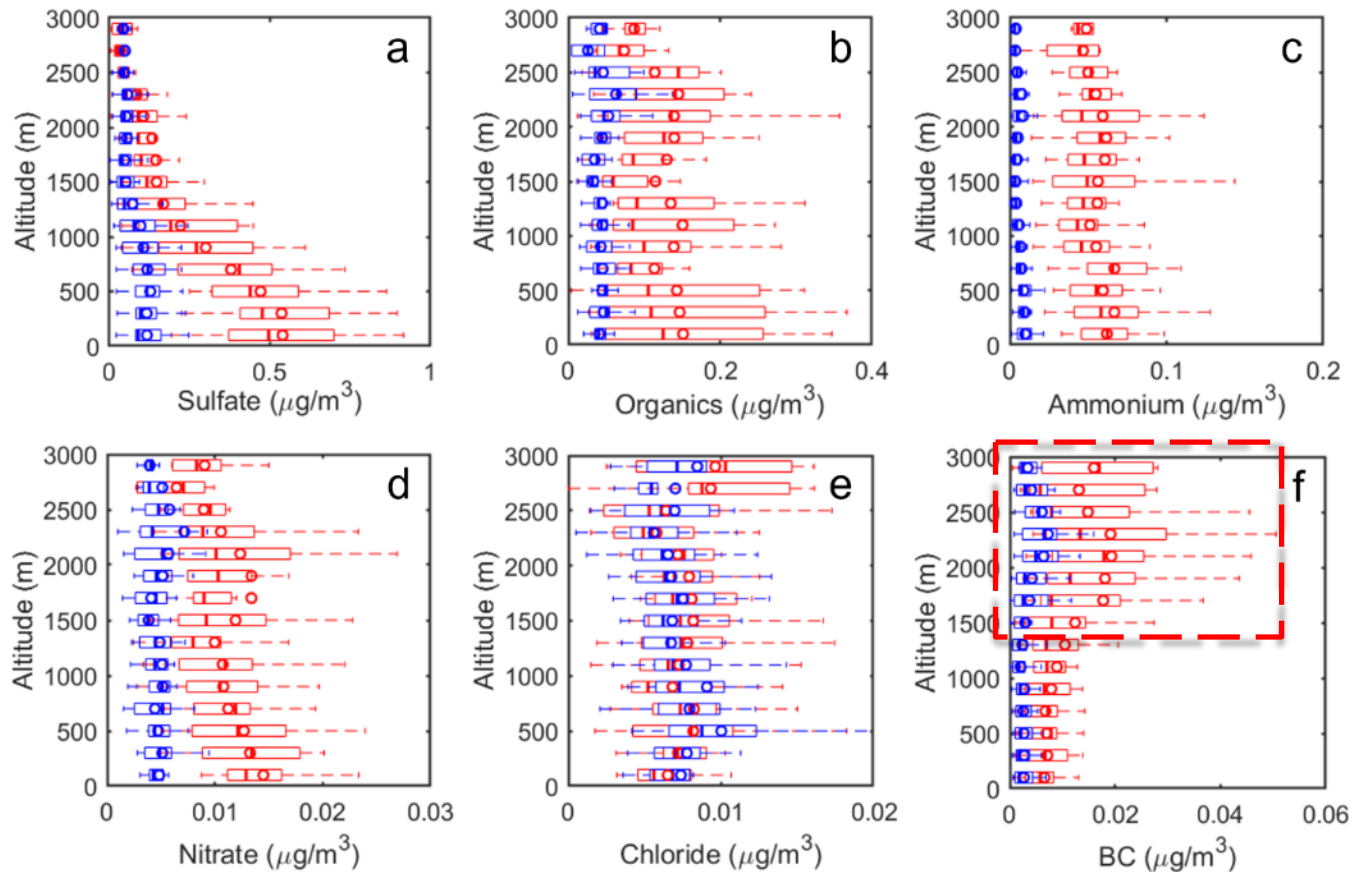 a
3000
2500
2000
1500
1000
500
0
Altitude (m)
0 0.5 1
Sulfate (μg/m³)
b
3000
2500
2000
1500
1000
500
0
Altitude (m)
0 0.2 0.4
Organics (μg/m³)
c
3000
2500
2000
1500
1000
500
0
Altitude (m)
0 0.1 0.2
Ammonium (μg/m³)
d
3000
2500
2000
1500
1000
500
0
Altitude (m)
0 0.01 0.02 0.03
Nitrate (μg/m³)
e
3000
2500
2000
1500
1000
500
0
Altitude (m)
0 0.01 0.02
Chloride (μg/m³)
f
3000
2500
2000
1500
1000
500
0
Altitude (m)
0 0.02 0.04 0.06
BC (μg/m³)